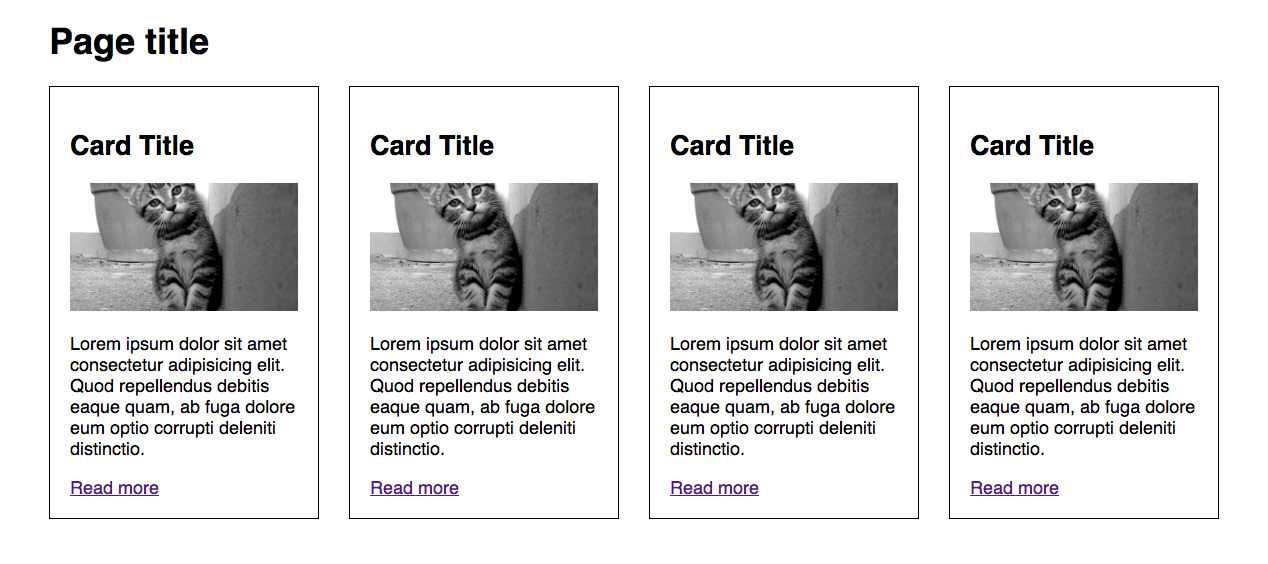 Page title
Card Title
Lorem ipsum dolor sit amet
consectetur adipisicing elit.
Quod repellendus debitis
eaque quam, ab fuga dolore
eum optio corrupti deleniti
distinctio.
Read more
Card Title
Lorem ipsum dolor sit amet
consectetur adipisicing elit.
Quod repellendus debitis
eaque quam, ab fuga dolore
eum optio corrupti deleniti
distinctio.
Read more
Card Title
Lorem ipsum dolor sit amet
consectetur adipisicing elit.
Quod repellendus debitis
eaque quam, ab fuga dolore
eum optio corrupti deleniti
distinctio.
Read more
Card Title
Lorem ipsum dolor sit amet
consectetur adipisicing elit.
Quod repellendus debitis
eaque quam, ab fuga dolore
eum optio corrupti deleniti
distinctio.
Read more